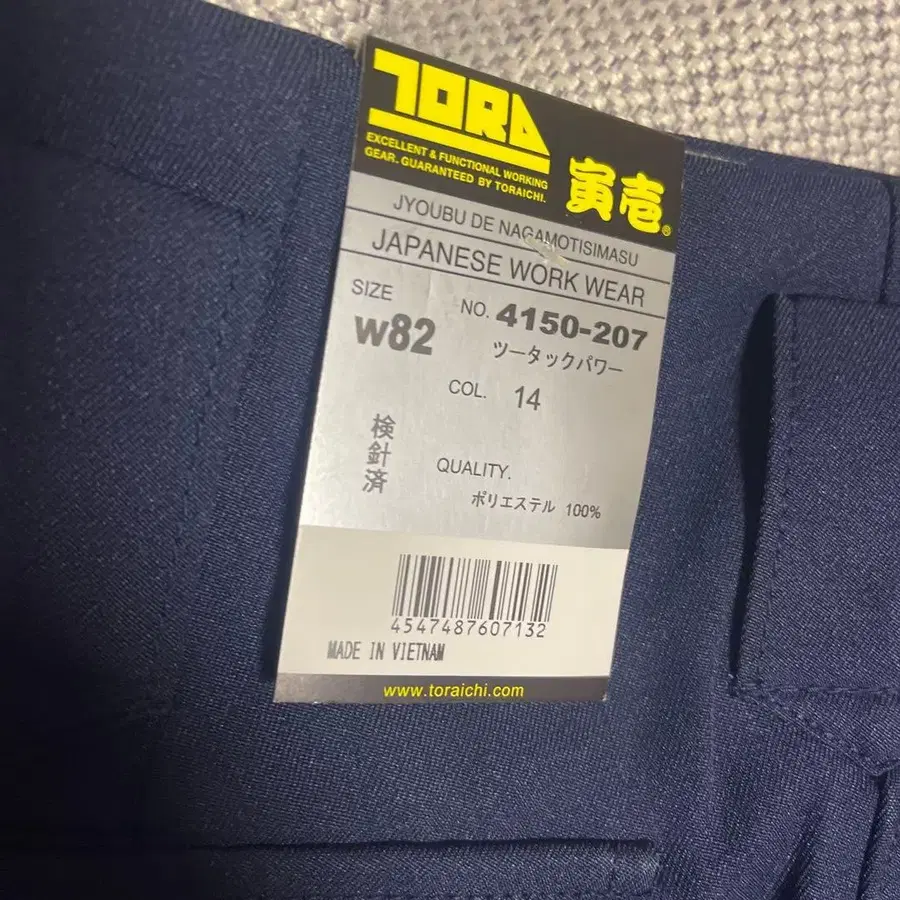 TORA
EXCELLENT & FUNCTIONAL WORKING
GEAR. GUARANTEED BY TORAICHI.
寅壱®
JYOUBU DE NAGAMOTISIMASU
JAPANESE WORK WEAR
SIZE
W82
NO. 4150-207
ツータックパワー
COL. 14
検針済
QUALITY.
ポリエステル 100%
4547487607132
MADE IN VIETNAM
www.toraichi.com